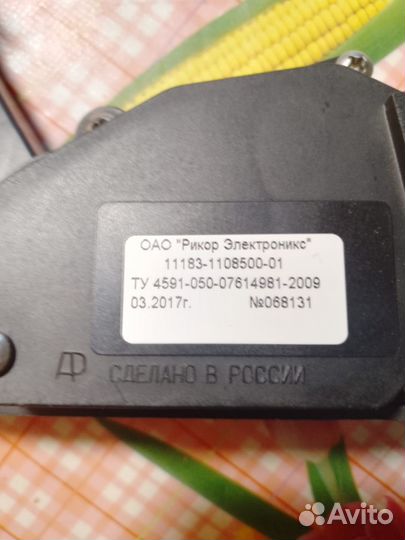 ОАО "Рикор Электроникс"
11183-1108500-01
ТУ 4591-050-07614981-2009
03.2017г. №068131
СДЕЛАНО В РОССИИ
Avito